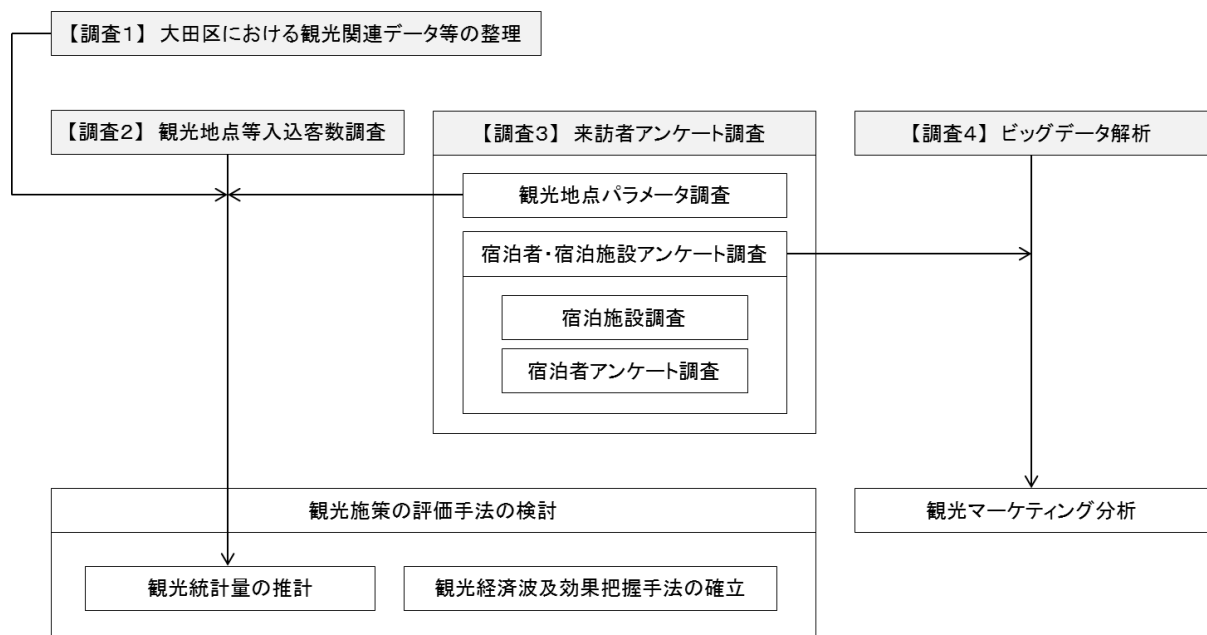 【調査1】 大田区における観光関連データ等の整理
【調査2】 観光地点等入込客数調査
【調査3】 来訪者アンケート調査
【調査4】 ビッグデータ解析
観光地点パラメータ調査
宿泊者・宿泊施設アンケート調査
宿泊施設調査
宿泊者アンケート調査
観光施策の評価手法の検討
観光マーケティング分析
観光統計量の推計
観光経済波及効果把握手法の確立